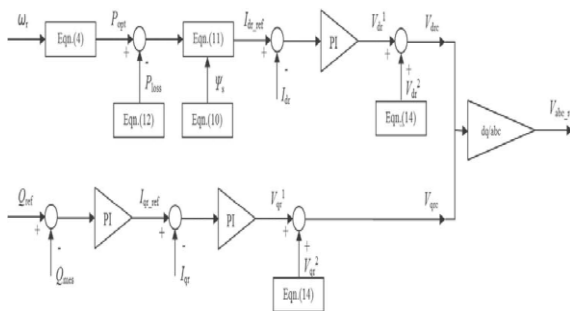 ωr Eqn.(4) Popt Eqn.(11) Idr_ref PI Vdr1 Vdrc
+ - + - + +
Ploss Ψs Idr Vdr2
Eqn.(12) Eqn.(10) Eqn.(14)
dq/abc Vabc_r
Qref PI Iqr_ref PI Vqr1 Vqrc
+ - + - + +
Qmes Iqr Vqr2
Eqn.(14)